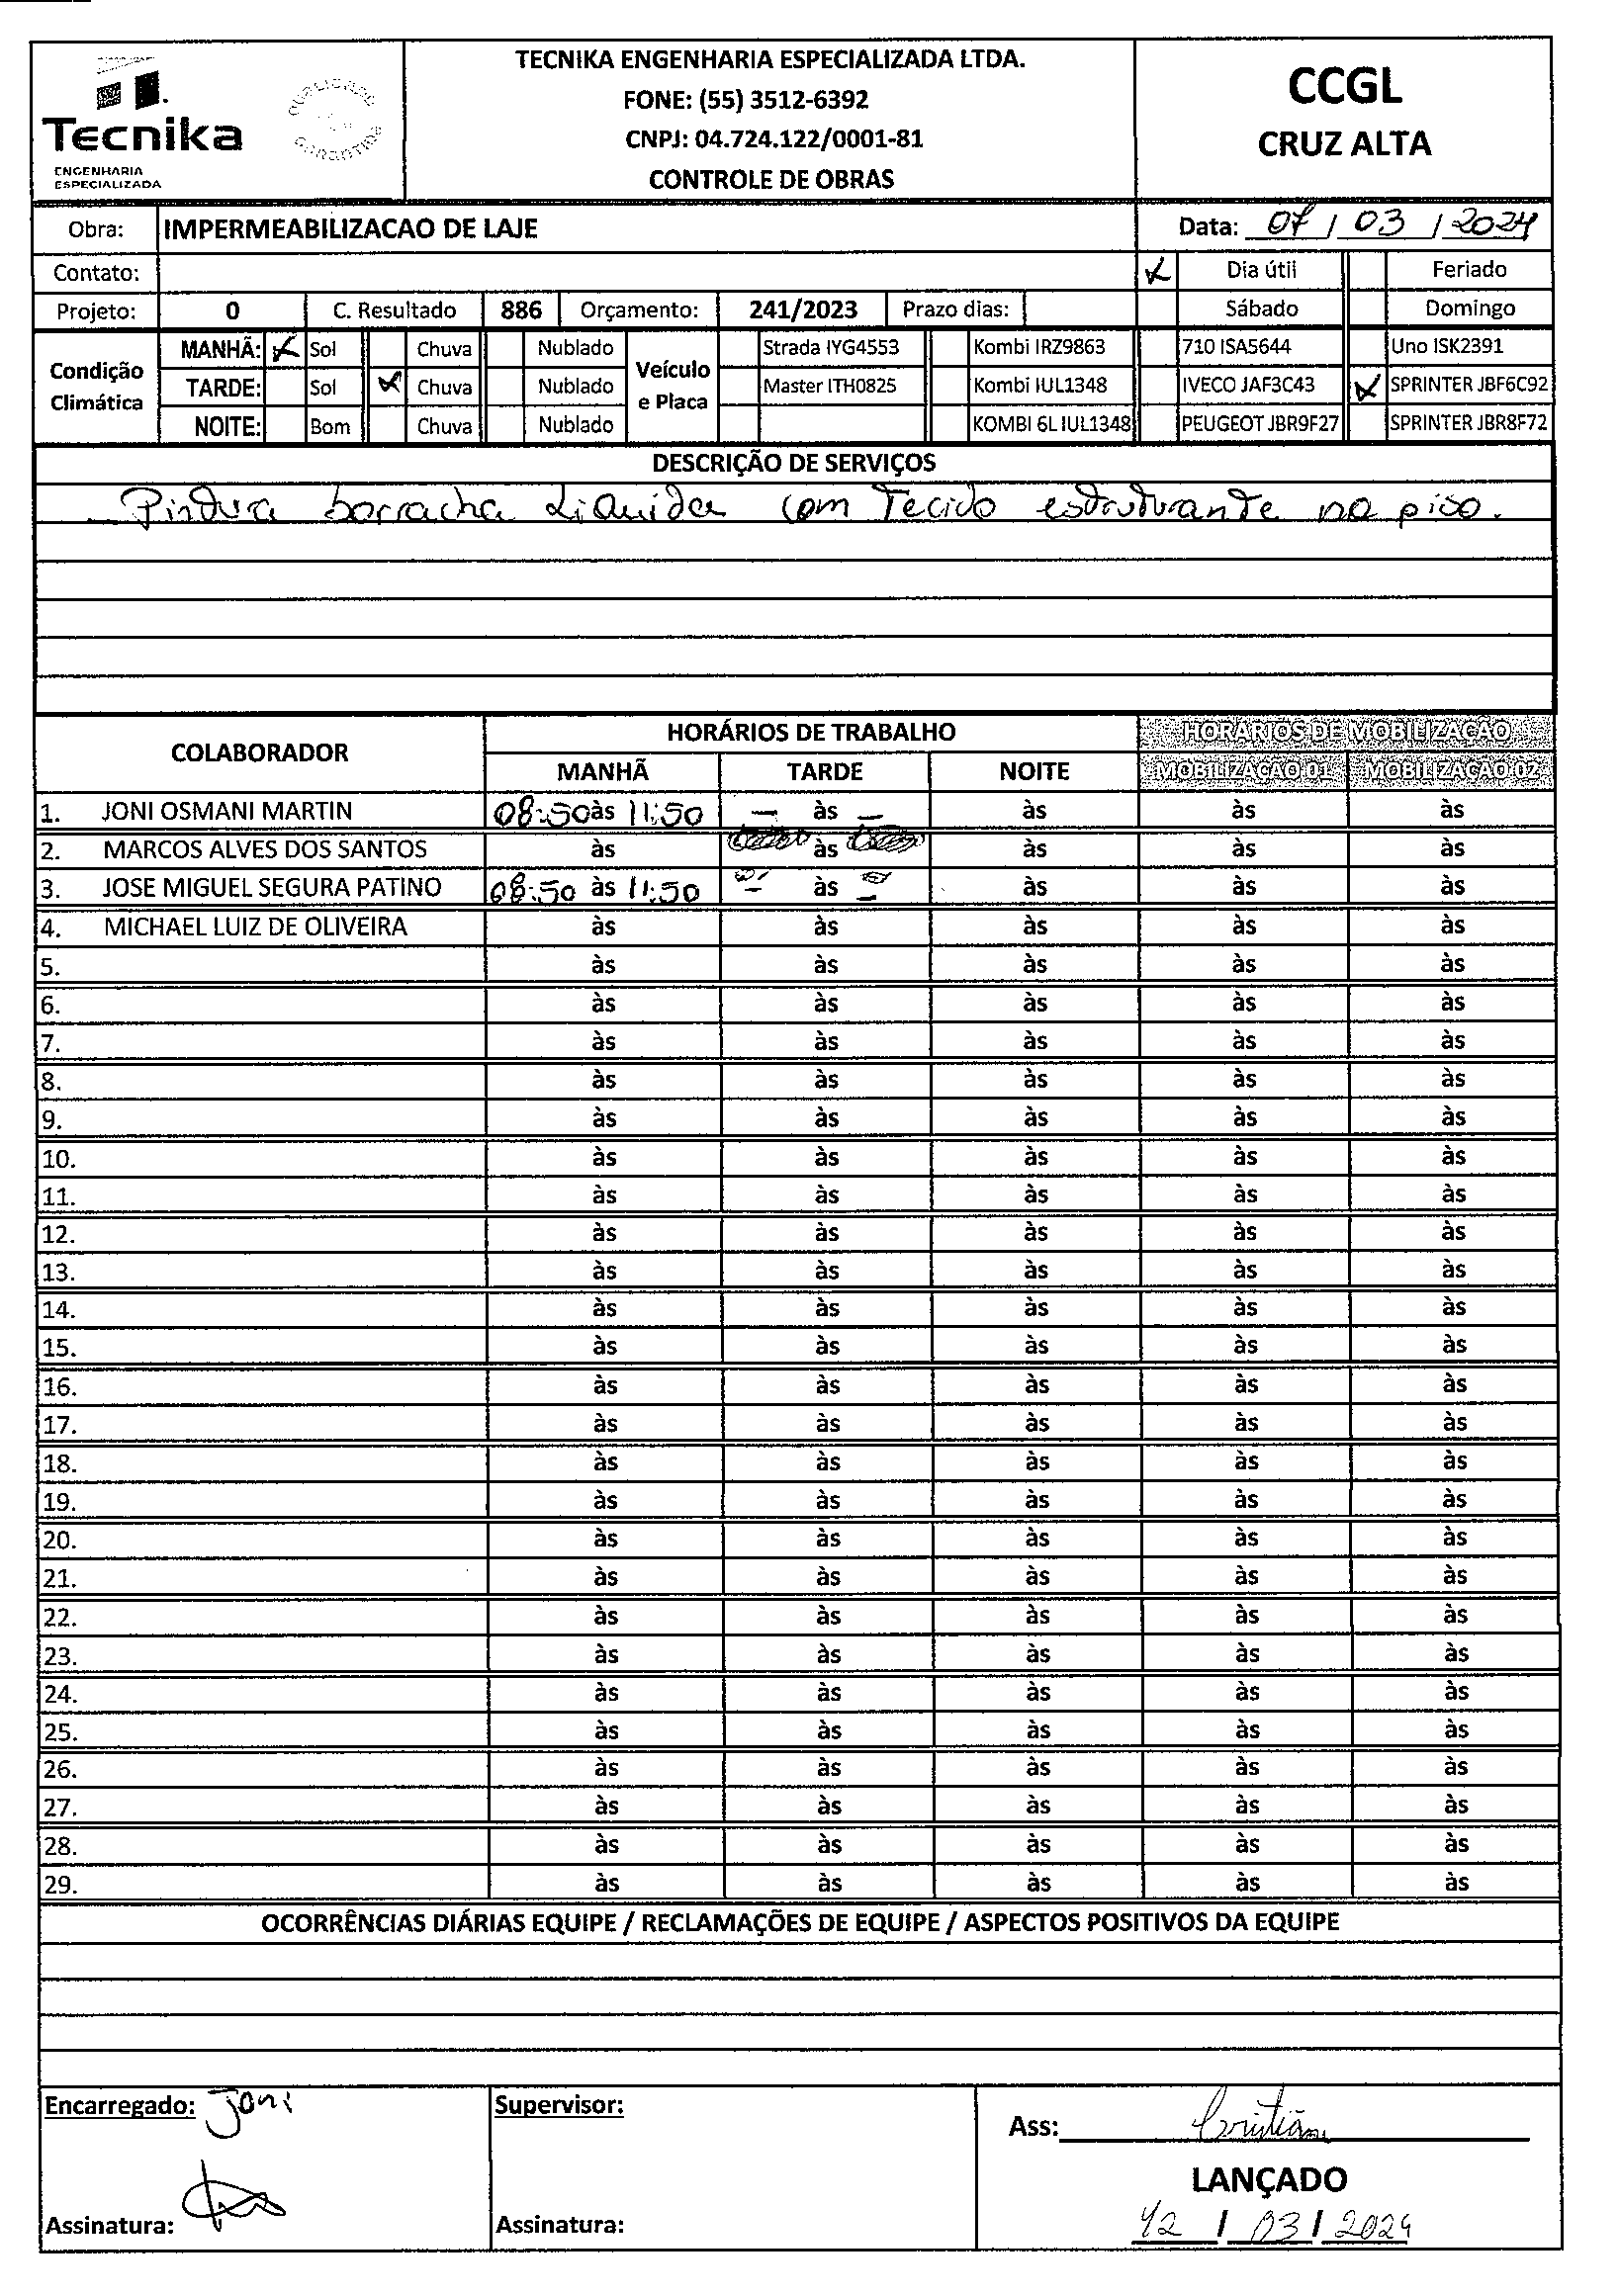 Tecnika
ENGENHARIA
ESPECIALIZADA
TECNIKA ENGENHARIA ESPECIALIZADA LTDA.
FONE: (55) 3512-6392
CNPJ: 04.724.122/0001-81
CONTROLE DE OBRAS
CCGL
CRUZ ALTA
Obra: IMPERMEABILIZACAO DE LAJE Data: 07 / 03 / 2024
Contato: Dia útil Feriado
Projeto: 0 C. Resultado 886 Orçamento: 241/2023 Prazo dias: Sábado Domingo
Condição Climática
MANHÃ: Sol Chuva Nublado
TARDE: Sol Chuva Nublado
NOITE: Bom Chuva Nublado
Veículo e Placa
Strada IYG4553 Kombi IRZ9863 710 ISA5644 Uno ISK2391
Master ITH0825 Kombi IUL1348 IVECO JAF3C43 SPRINTER JBF6C92
KOMBI 6L IUL1348 PEUGEOT JBR9F27 SPRINTER JBR8F72
DESCRIÇÃO DE SERVIÇOS
Pintura borracha Liquida com Tecido estruturante no piso.
COLABORADOR HORÁRIOS DE TRABALHO HORÁRIOS DE MOBILIZAÇÃO
MANHÃ TARDE NOITE MOBILIZAÇÃO 01 MOBILIZAÇÃO 02
1. JONI OSMANI MARTIN 08:50 às 11:50 — às — às às às
2. MARCOS ALVES DOS SANTOS às às às às às
3. JOSE MIGUEL SEGURA PATINO 08:50 às 11:50 — às — às às às
4. MICHAEL LUIZ DE OLIVEIRA às às às às às
5. às às às às às
6. às às às às às
7. às às às às às
8. às às às às às
9. às às às às às
10. às às às às às
11. às às às às às
12. às às às às às
13. às às às às às
14. às às às às às
15. às às às às às
16. às às às às às
17. às às às às às
18. às às às às às
19. às às às às às
20. às às às às às
21. às às às às às
22. às às às às às
23. às às às às às
24. às às às às às
25. às às às às às
26. às às às às às
27. às às às às às
28. às às às às às
29. às às às às às
OCORRÊNCIAS DIÁRIAS EQUIPE / RECLAMAÇÕES DE EQUIPE / ASPECTOS POSITIVOS DA EQUIPE
Encarregado: Joni
Assinatura:
Supervisor:
Assinatura:
Ass:
LANÇADO
12 / 03 / 2024